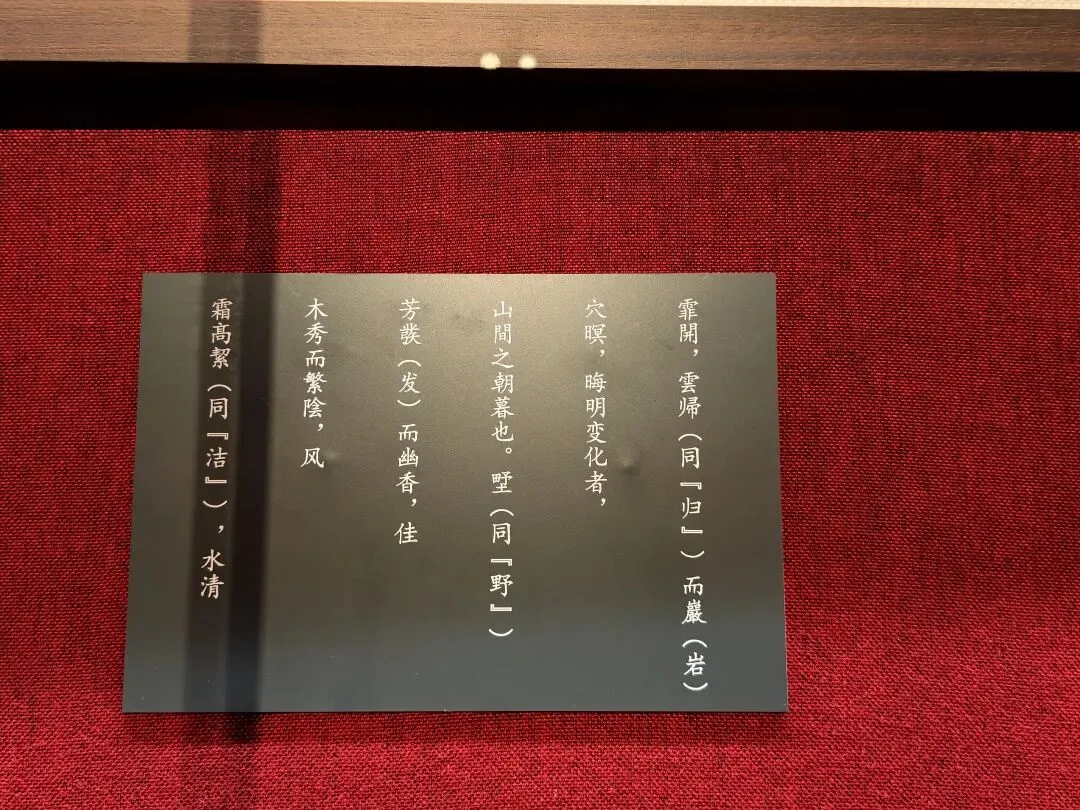 霏開，雲帰（同『归』）而巖（岩）
穴暝，晦明变化者，
山間之朝暮也。墅（同『野』）
芳蕟（发）而幽香，佳
木秀而繁陰，风
霜高絜（同『洁』），水清